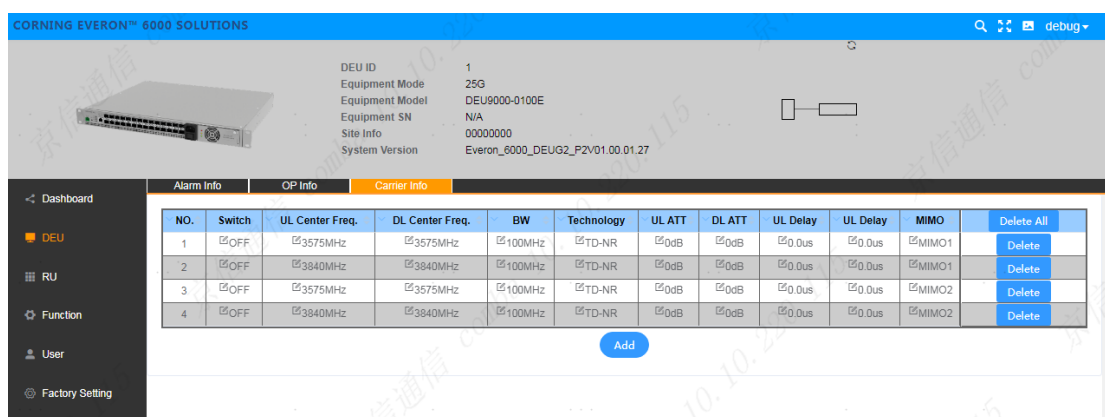 CORNING EVERON™ 6000 SOLUTIONS debug
DEU ID 1
Equipment Mode 25G
Equipment Model DEU9000-0100E
Equipment SN N/A
Site Info 00000000
System Version Everon_6000_DEUG2_P2V01.00.01.27
Alarm Info OP Info Carrier Info
Dashboard
DEU
RU
Function
User
Factory Setting
NO. Switch UL Center Freq. DL Center Freq. BW Technology UL ATT DL ATT UL Delay UL Delay MIMO Delete All
1 OFF 3575MHz 3575MHz 100MHz TD-NR 0dB 0dB 0.0us 0.0us MIMO1 Delete
2 OFF 3840MHz 3840MHz 100MHz TD-NR 0dB 0dB 0.0us 0.0us MIMO1 Delete
3 OFF 3575MHz 3575MHz 100MHz TD-NR 0dB 0dB 0.0us 0.0us MIMO2 Delete
4 OFF 3840MHz 3840MHz 100MHz TD-NR 0dB 0dB 0.0us 0.0us MIMO2 Delete
Add
京信通信